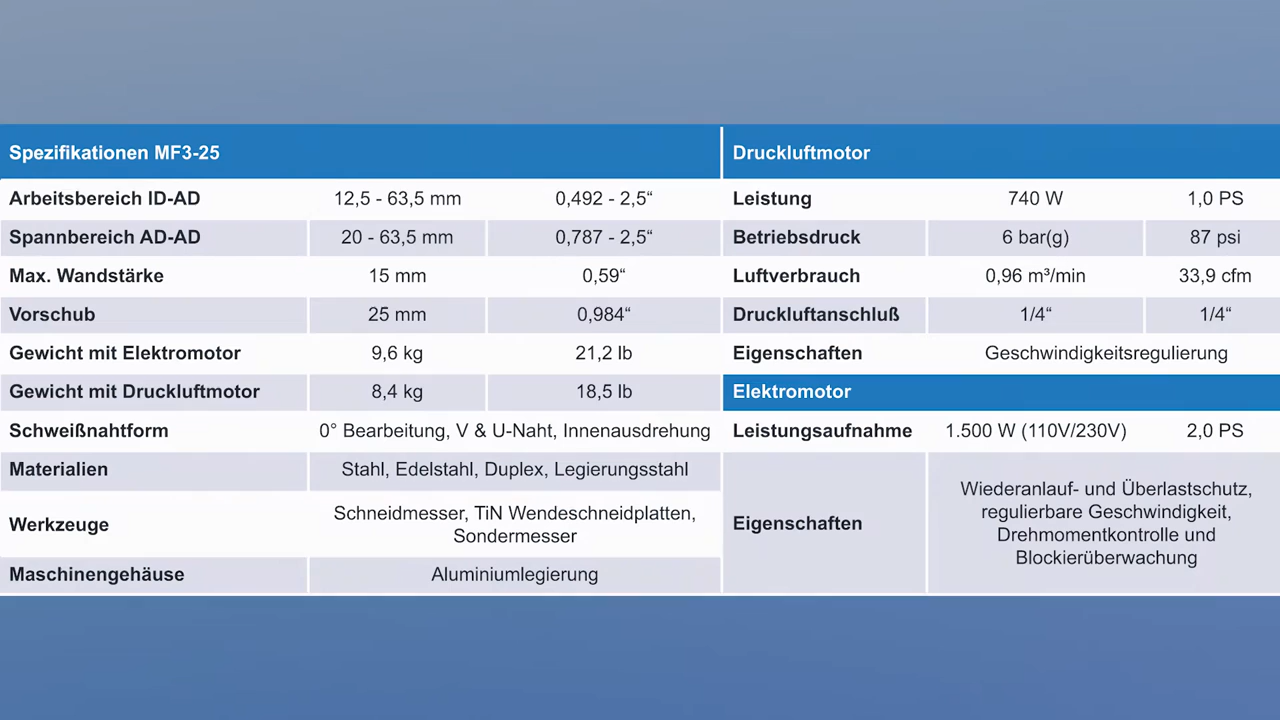 Spezifikationen MF3-25
Arbeitsbereich ID-AD 12,5 - 63,5 mm 0,492 - 2,5“
Spannbereich AD-AD 20 - 63,5 mm 0,787 - 2,5“
Max. Wandstärke 15 mm 0,59“
Vorschub 25 mm 0,984“
Gewicht mit Elektromotor 9,6 kg 21,2 lb
Gewicht mit Druckluftmotor 8,4 kg 18,5 lb
Schweißnahtform 0° Bearbeitung, V & U-Naht, Innenausdrehung
Materialien Stahl, Edelstahl, Duplex, Legierungsstahl
Werkzeuge Schneidmesser, TiN Wendeschneidplatten,
Sondermesser
Maschinengehäuse Aluminiumlegierung
Druckluftmotor
Leistung 740 W 1,0 PS
Betriebsdruck 6 bar(g) 87 psi
Luftverbrauch 0,96 m³/min 33,9 cfm
Druckluftanschluß 1/4“ 1/4“
Eigenschaften Geschwindigkeitsregulierung
Elektromotor
Leistungsaufnahme 1.500 W (110V/230V) 2,0 PS
Eigenschaften Wiederanlauf- und Überlastschutz,
regulierbare Geschwindigkeit,
Drehmomentkontrolle und
Blockierüberwachung